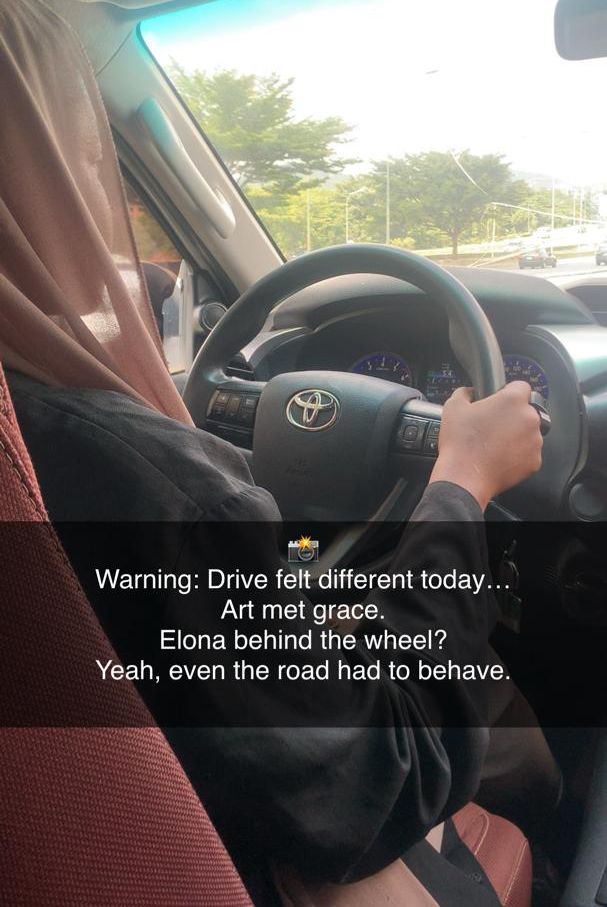 Warning: Drive felt different today…
Art met grace.
Elona behind the wheel?
Yeah, even the road had to behave.